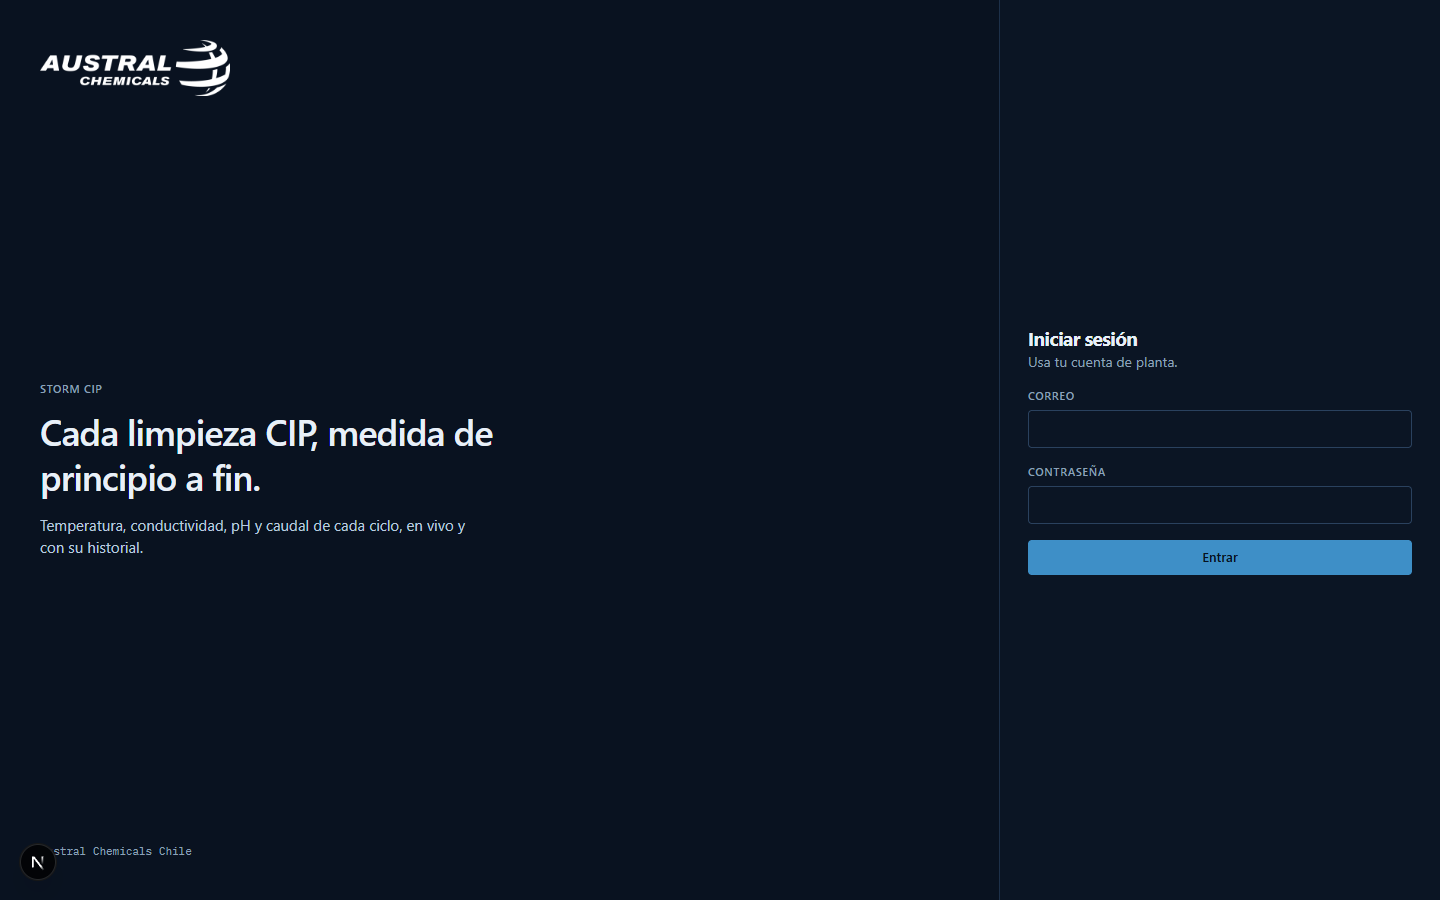 AUSTRAL
CHEMICALS
STORM CIP
Cada limpieza CIP, medida de
principio a fin.
Temperatura, conductividad, pH y caudal de cada ciclo, en vivo y
con su historial.
stral Chemicals Chile
N
Iniciar sesión
Usa tu cuenta de planta.
CORREO
CONTRASEÑA
Entrar